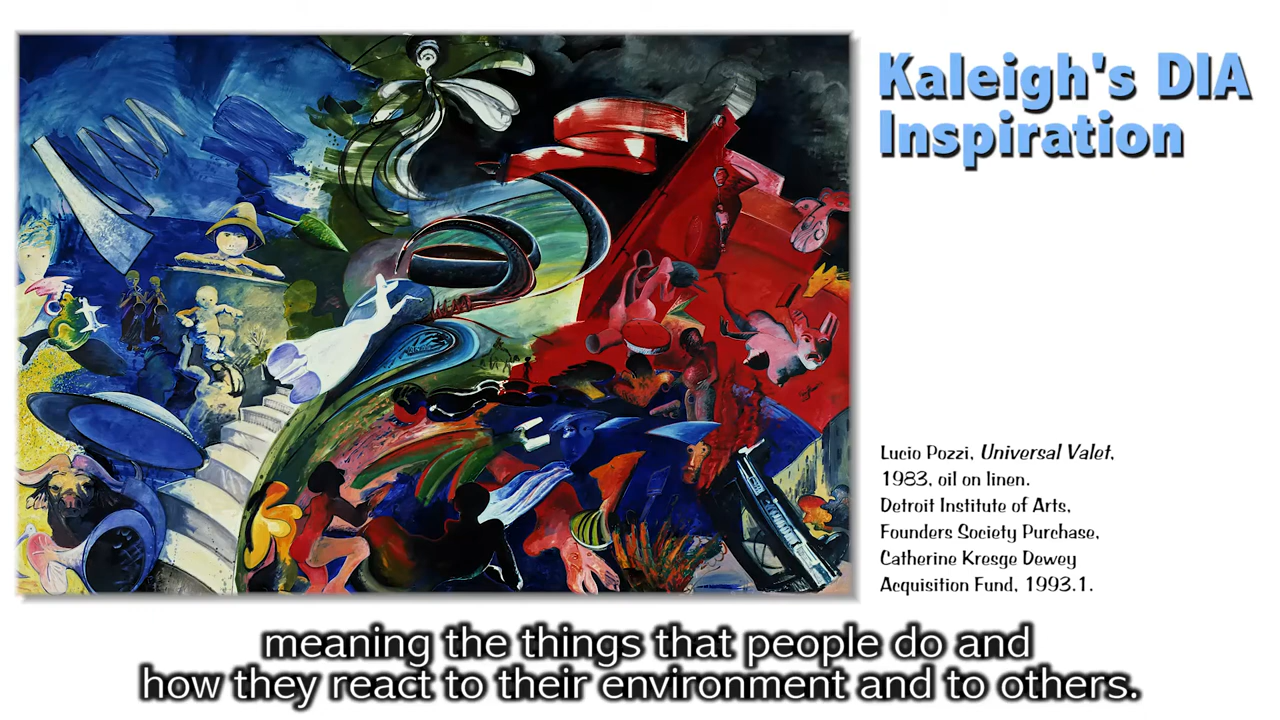 Kaleigh's DIA
Inspiration
Lucio Pozzi, Universal Valet,
1983, oil on linen.
Detroit Institute of Arts,
Founders Society Purchase,
Catherine Kresge Dewey
Acquisition Fund, 1993.1.
meaning the things that people do and
how they react to their environment and to others.